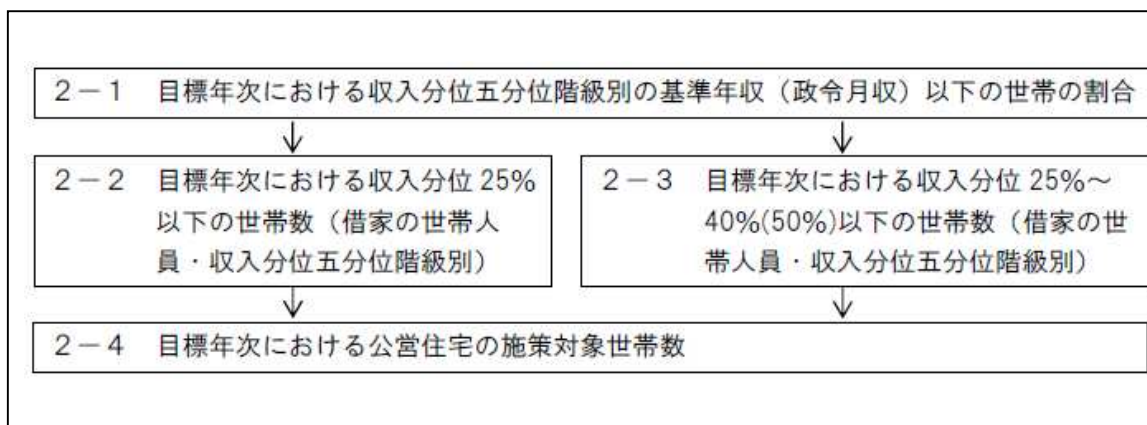 2－1 目標年次における収入分位五分位階級別の基準年収（政令月収）以下の世帯の割合
2－2 目標年次における収入分位 25%
以下の世帯数（借家の世帯人
員・収入分位五分位階級別）
2－3 目標年次における収入分位 25%～
40%(50%)以下の世帯数（借家の世
帯人員・収入分位五分位階級別）
2－4 目標年次における公営住宅の施策対象世帯数